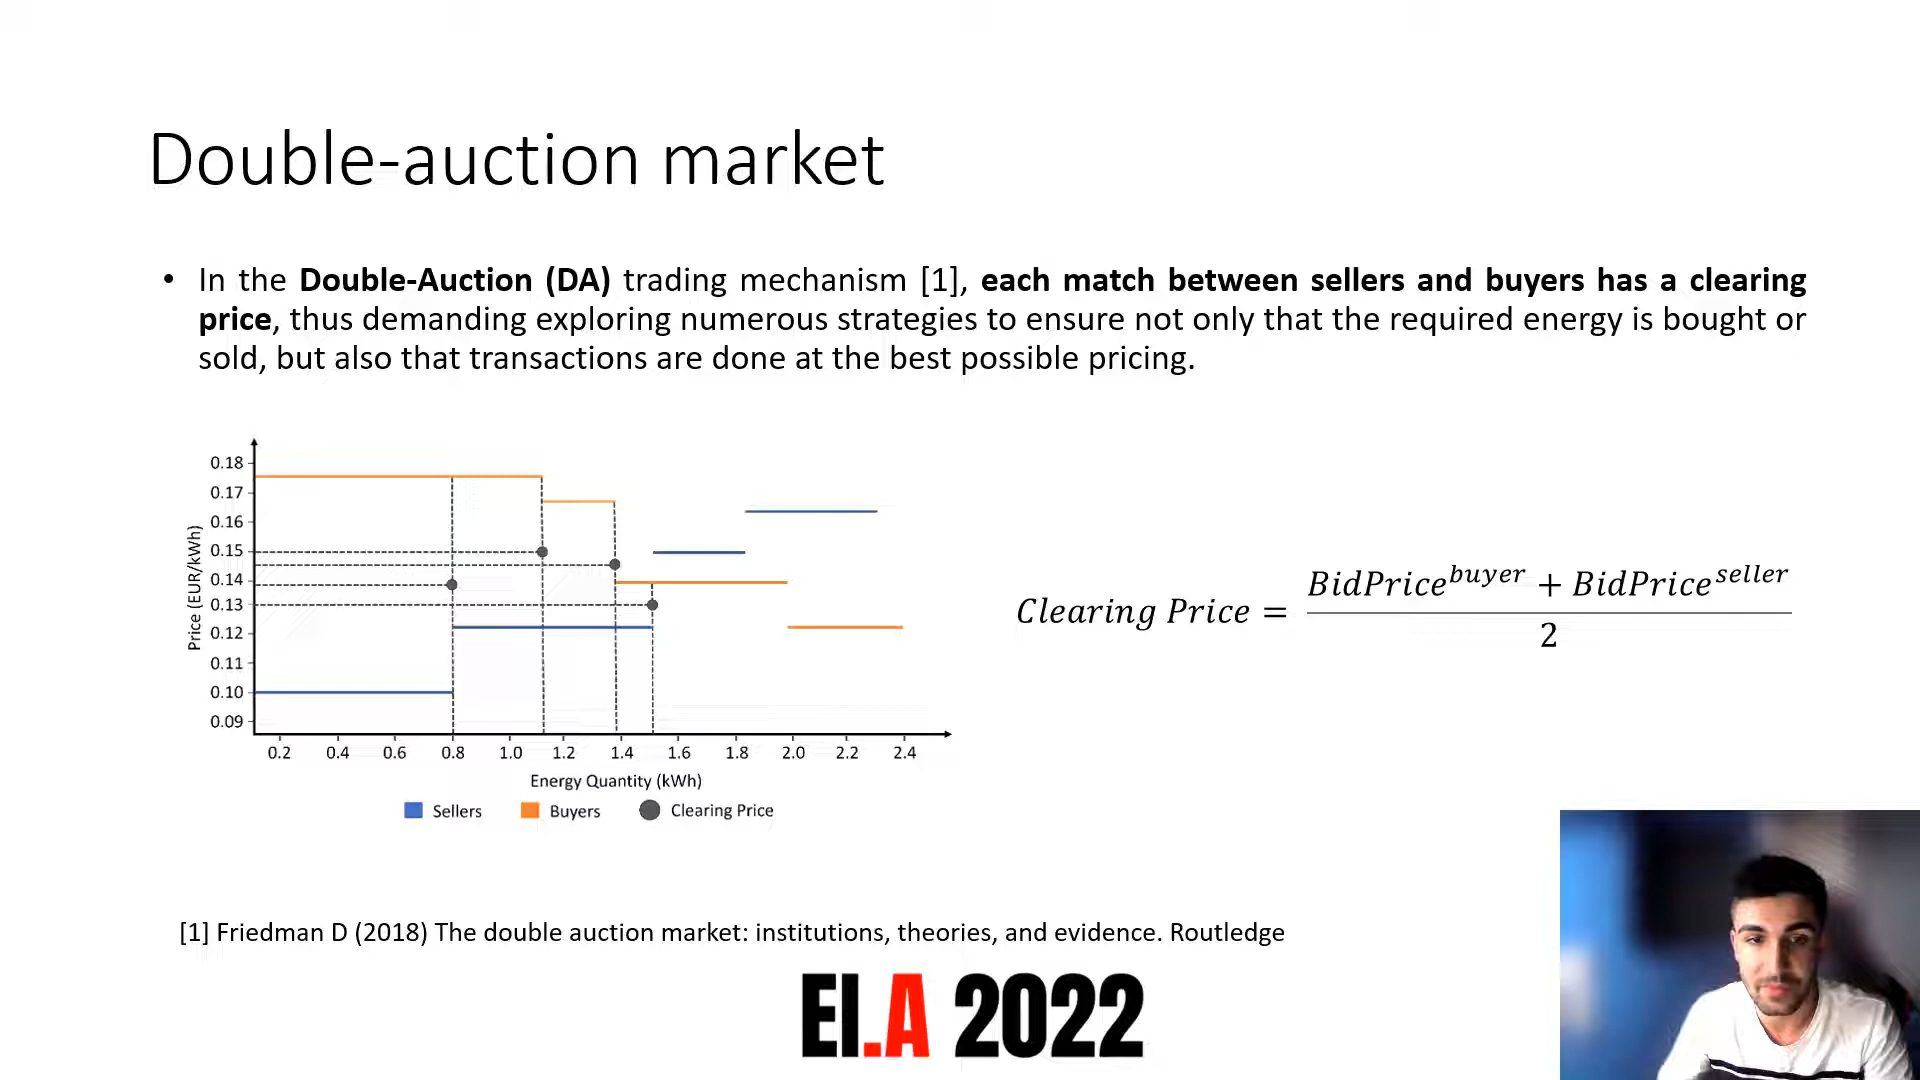 Double-auction market
• In the Double-Auction (DA) trading mechanism [1], each match between sellers and buyers has a clearing
price, thus demanding exploring numerous strategies to ensure not only that the required energy is bought or
sold, but also that transactions are done at the best possible pricing.
0.18
0.17
0.16
0.15
0.14
0.13
0.12
0.11
0.10
0.09
Price (EUR/kWh)
0.2 0.4 0.6 0.8 1.0 1.2 1.4 1.6 1.8 2.0 2.2 2.4
Energy Quantity (kWh)
Sellers Buyers Clearing Price
Clearing Price = (BidPrice^buyer + BidPrice^seller) / 2
[1] Friedman D (2018) The double auction market: institutions, theories, and evidence. Routledge
EI.A 2022